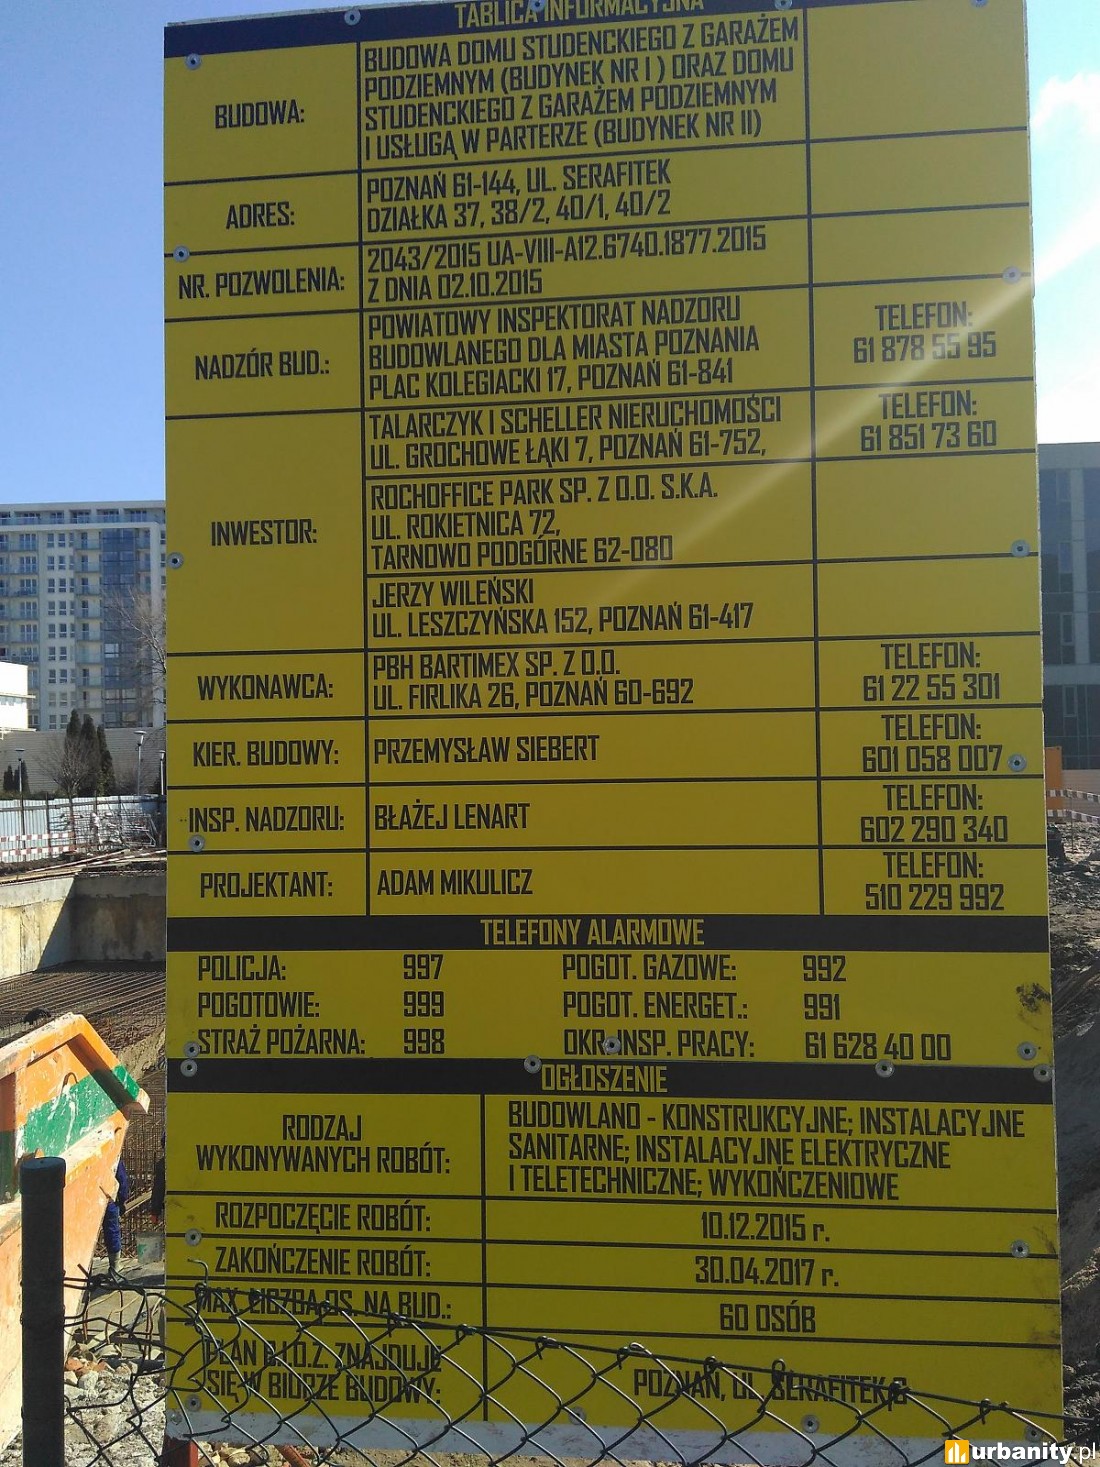 TABLICA INFORMACYJNA
BUDOWA:
BUDOWA DOMU STUDENCKIEGO Z GARAŻEM
PODZIEMNYM (BUDYNEK NR I ) ORAZ DOMU
STUDENCKIEGO Z GARAŻEM PODZIEMNYM
I USŁUGĄ W PARTERZE (BUDYNEK NR II)
ADRES:
POZNAŃ 61-144, UL. SERAFITEK
DZIAŁKA 37, 38/2, 40/1, 40/2
NR. POZWOLENIA:
2043/2015 UA-VIII-A12.6740.1877.2015
Z DNIA 02.10.2015
NADZÓR BUD.:
POWIATOWY INSPEKTORAT NADZORU
BUDOWLANEGO DLA MIASTA POZNANIA
PLAC KOLEGIACKI 17, POZNAŃ 61-841
TELEFON:
61 878 55 95
INWESTOR:
TALARCZYK I SCHELLER NIERUCHOMOŚCI
UL. GROCHOWE ŁĄKI 7, POZNAŃ 61-752,
TELEFON:
61 851 73 60
ROCHOFFICE PARK SP. Z O.O. S.K.A.
UL. ROKIETNICA 72,
TARNOWO PODGÓRNE 62-080
JERZY WILEŃSKI
UL. LESZCZYŃSKA 152, POZNAŃ 61-417
WYKONAWCA:
PBH BARTIMEX SP. Z O.O.
UL. FIRLIKA 26, POZNAŃ 60-692
TELEFON:
61 22 55 301
KIER. BUDOWY:
PRZEMYSŁAW SIEBERT
TELEFON:
601 058 007
INSP. NADZORU:
BŁAŻEJ LENART
TELEFON:
602 290 340
PROJEKTANT:
ADAM MIKULICZ
TELEFON:
510 229 992
TELEFONY ALARMOWE
POLICJA: 997 POGOT. GAZOWE: 992
POGOTOWIE: 999 POGOT. ENERGET.: 991
STRAŻ POŻARNA: 998 OKR.INSP. PRACY: 61 628 40 00
OGŁOSZENIE
RODZAJ
WYKONYWANYCH ROBÓT:
BUDOWLANO - KONSTRUKCYJNE; INSTALACYJNE
SANITARNE; INSTALACYJNE ELEKTRYCZNE
I TELETECHNICZNE; WYKOŃCZENIOWE
ROZPOCZĘCIE ROBÓT: 10.12.2015 r.
ZAKOŃCZENIE ROBÓT: 30.04.2017 r.
MAX. LICZBA OS. NA BUD.: 60 OSÓB
PLAN B.I.O.Z. ZNAJDUJE
SIĘ W BIURZE BUDOWY:
POZNAŃ, UL. SERAFITEK
urbanity.pl